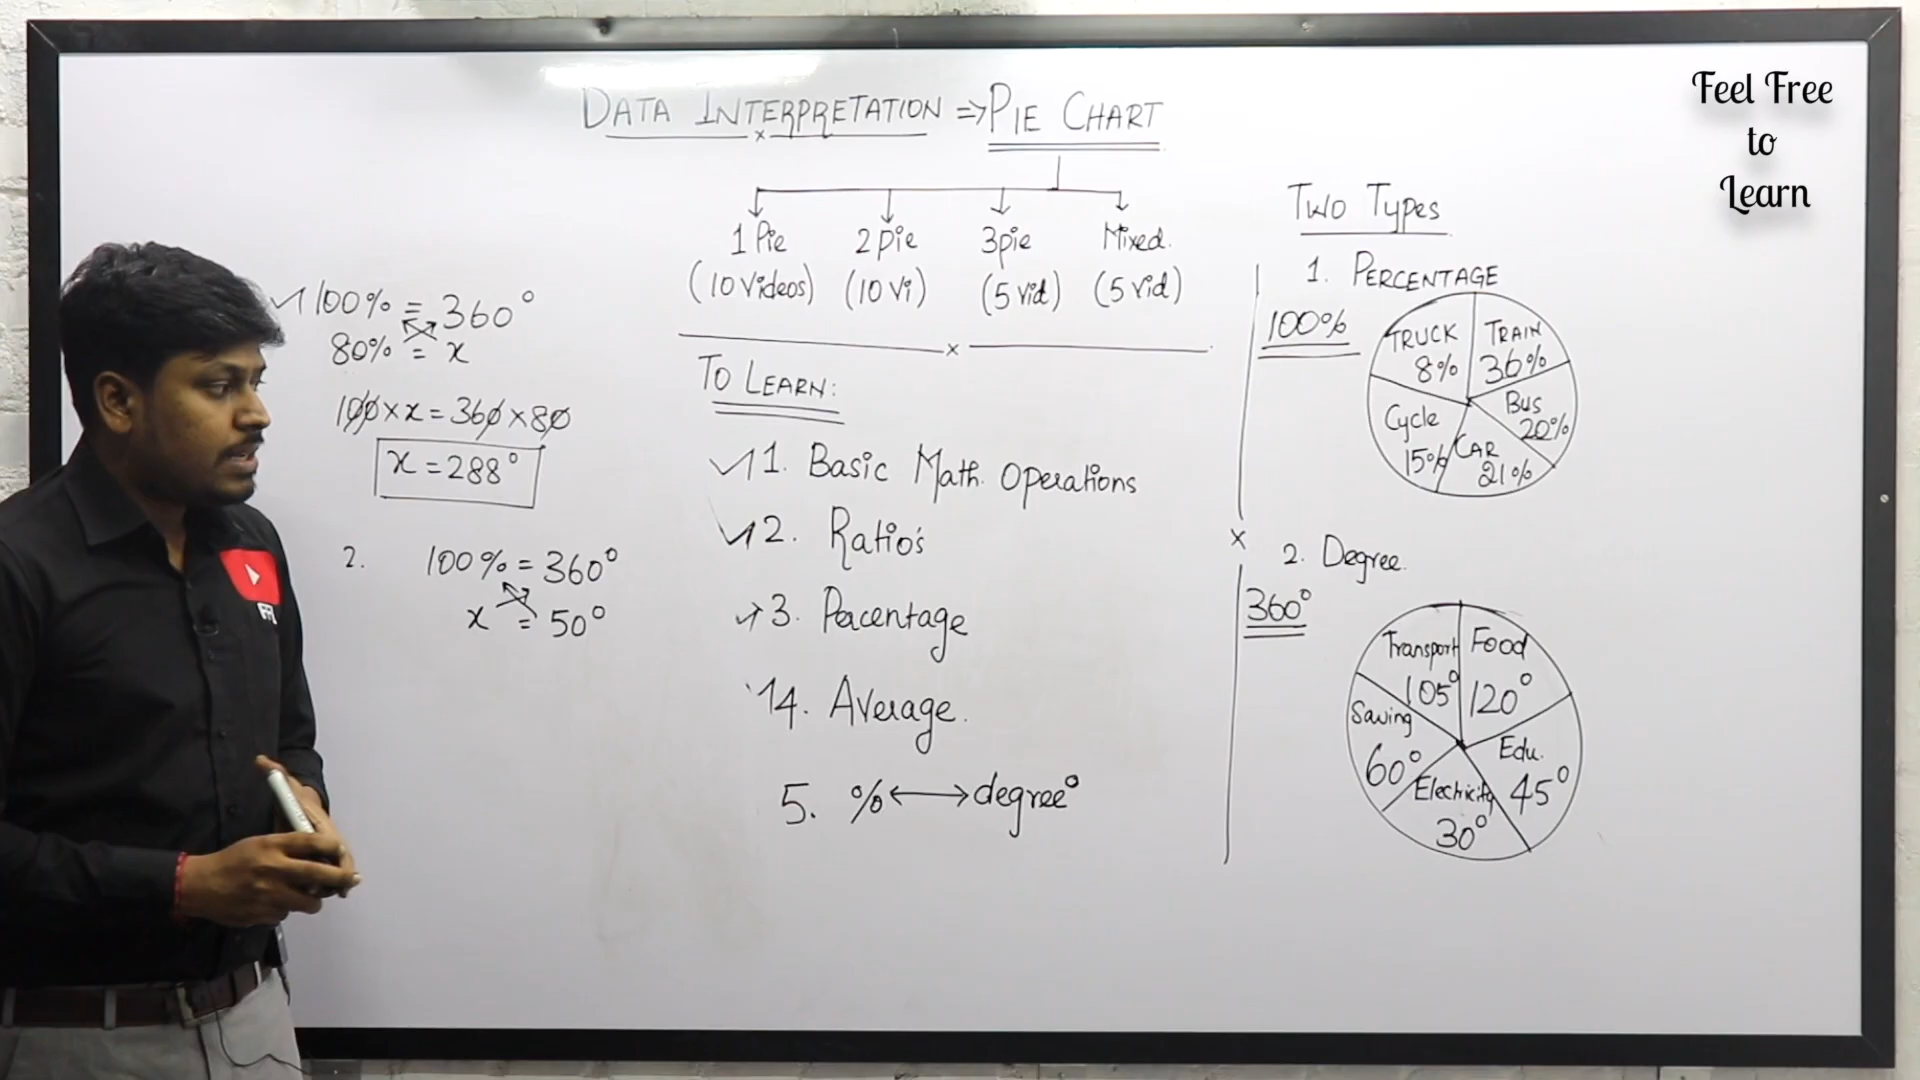 Feel Free
to
Learn
DATA INTERPRETATION => PIE CHART
1 Pie 2 pie 3pie Mixed.
(10 Videos) (10 Vi) (5 Vid) (5 Vid)
TO LEARN:
1. Basic Math. Operations
2. Ratio's
3. Pacentage
4. Average.
5. % ⟷ degree°
100% = 360°
80% = x
100 × x = 360 × 80
x = 288°
2. 100% = 360°
x = 50°
Two Types
1. PERCENTAGE
100%
TRUCK
8%
TRAIN
36%
Bus
20%
CAR
21%
Cycle
15%
2. Degree.
360°
Transport
105°
Food
120°
Edu.
45°
Electricity
30°
Saving
60°